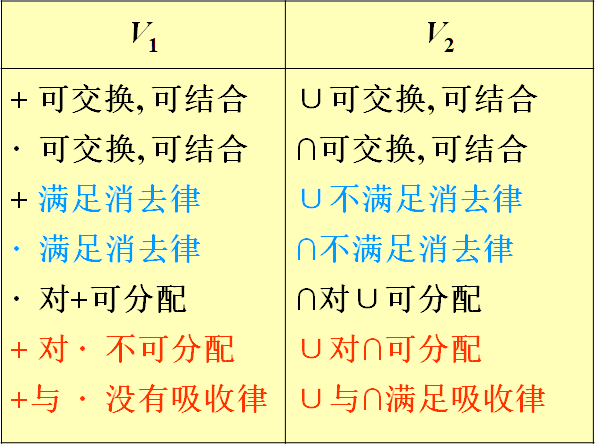 V1 V2
+ 可交换, 可结合 ∪可交换, 可结合
· 可交换, 可结合 ∩可交换, 可结合
+ 满足消去律 ∪不满足消去律
· 满足消去律 ∩不满足消去律
· 对+可分配 ∩对∪可分配
+ 对· 不可分配 ∪对∩可分配
+与 · 没有吸收律 ∪与∩满足吸收律